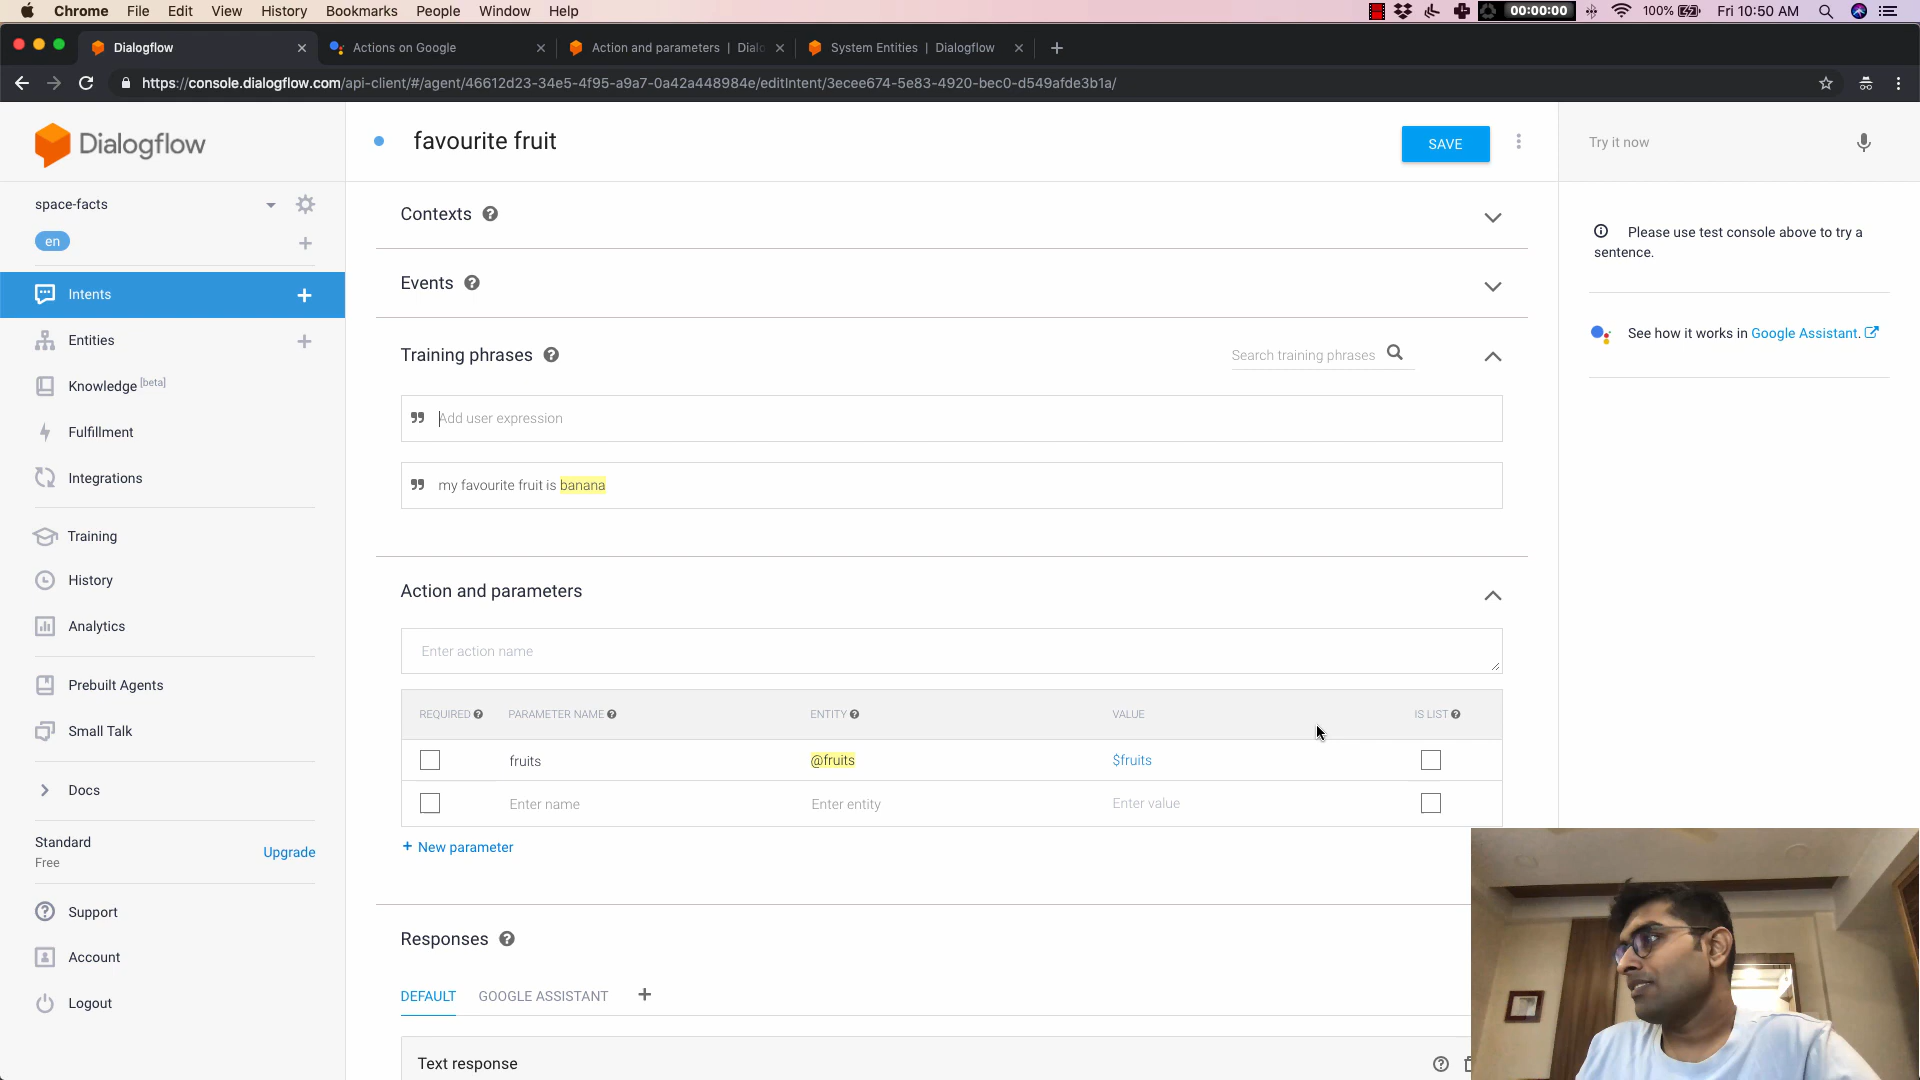 Chrome File Edit View History Bookmarks People Window Help
00:00:00 100% Fri 10:50 AM
Dialogflow
Actions on Google
Action and parameters | Dialo
System Entities | Dialogflow
https://console.dialogflow.com/api-client/#/agent/46612d23-34e5-4f95-a9a7-0a42a448984e/editIntent/3ecee674-5e83-4920-bec0-d549afde3b1a/
Dialogflow
space-facts
en
Intents
Entities
Knowledge [beta]
Fulfillment
Integrations
Training
History
Analytics
Prebuilt Agents
Small Talk
Docs
Standard
Free
Upgrade
Support
Account
Logout
favourite fruit
SAVE
Contexts
Events
Training phrases
Search training phrases
Add user expression
my favourite fruit is banana
Action and parameters
Enter action name
REQUIRED PARAMETER NAME ENTITY VALUE IS LIST
fruits @fruits $fruits
Enter name Enter entity Enter value
+ New parameter
Responses
DEFAULT GOOGLE ASSISTANT +
Text response
Try it now
Please use test console above to try a
sentence.
See how it works in Google Assistant.